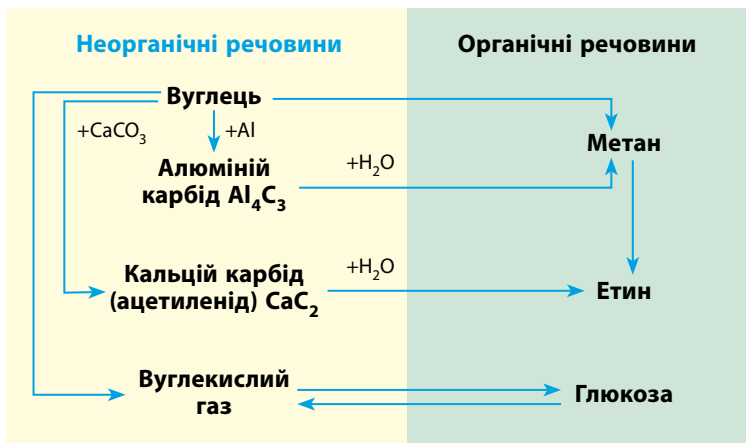 Неорганічні речовини
Органічні речовини
Вуглець
+CaCO₃
+Al
Метан
Алюміній
карбід Al₄C₃
+H₂O
Кальцій карбід
(ацетиленід) CaC₂
+H₂O
Етин
Вуглекислий
газ
Глюкоза